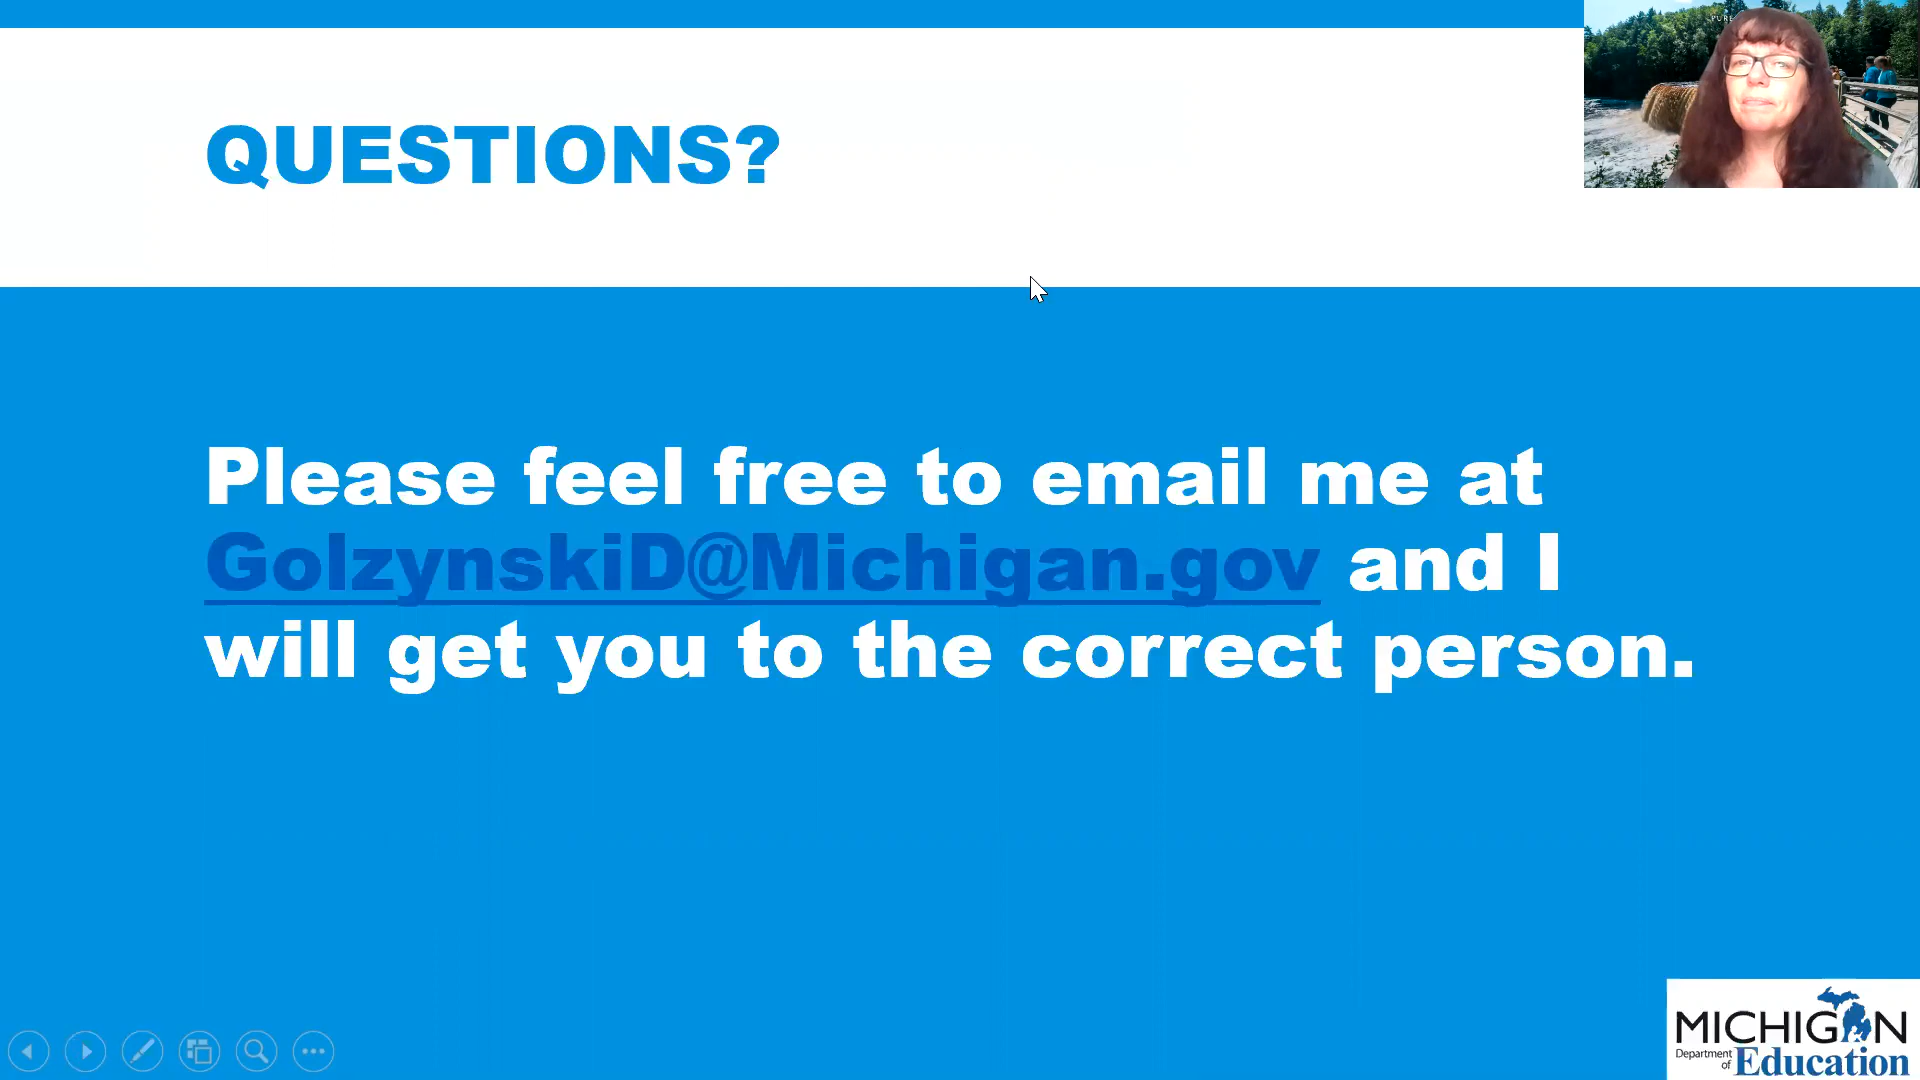 PURE
QUESTIONS?
Please feel free to email me at
GolzynskiD@Michigan.gov and I
will get you to the correct person.
MICHIGAN
Department
of Education